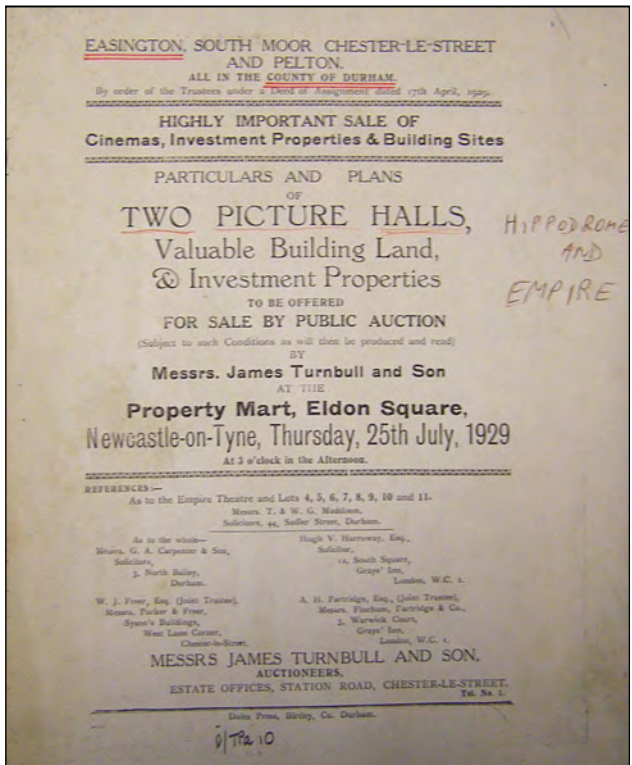 EASINGTON, SOUTH MOOR CHESTER-LE-STREET
AND PELTON.
ALL IN THE COUNTY OF DURHAM.
By order of the Trustees under a Deed of Assignment dated 17th April, 1929.
HIGHLY IMPORTANT SALE OF
Cinemas, Investment Properties & Building Sites
PARTICULARS AND PLANS
OF
TWO PICTURE HALLS,
Valuable Building Land,
& Investment Properties
HIPPODROME
AND
EMPIRE
TO BE OFFERED
FOR SALE BY PUBLIC AUCTION
(Subject to such Conditions as will then be produced and read)
BY
Messrs. James Turnbull and Son
AT THE
Property Mart, Eldon Square,
Newcastle-on-Tyne, Thursday, 25th July, 1929
At 3 o'clock in the Afternoon.
REFERENCES:—
As to the Empire Theatre and Lots 4, 5, 6, 7, 8, 9, 10 and 11.
Messrs. T. & W. G. Maddison,
Solicitors, 44, Sadler Street, Durham.
As to the whole—
Messrs. G. A. Carpenter & Son,
Solicitors,
3, North Bailey,
Durham.
Hugh V. Harraway, Esq.,
Solicitor,
12, South Square,
Grays' Inn,
London, W.C. 1.
W. J. Freer, Esq. (Joint Trustee),
Messrs. Parker & Freer,
Buildings,
West Lane Corner,
Chester-le-Street.
A. H. Partridge, Esq., (Joint Trustee),
Messrs. Fincham, Partridge & Co.,
3, Warwick Court,
Grays' Inn,
London, W.C. 1.
MESSRS JAMES TURNBULL AND SON,
AUCTIONEERS,
ESTATE OFFICES, STATION ROAD, CHESTER-LE-STREET.
Tel. No. 1.
Press, Birtley, Co. Durham.